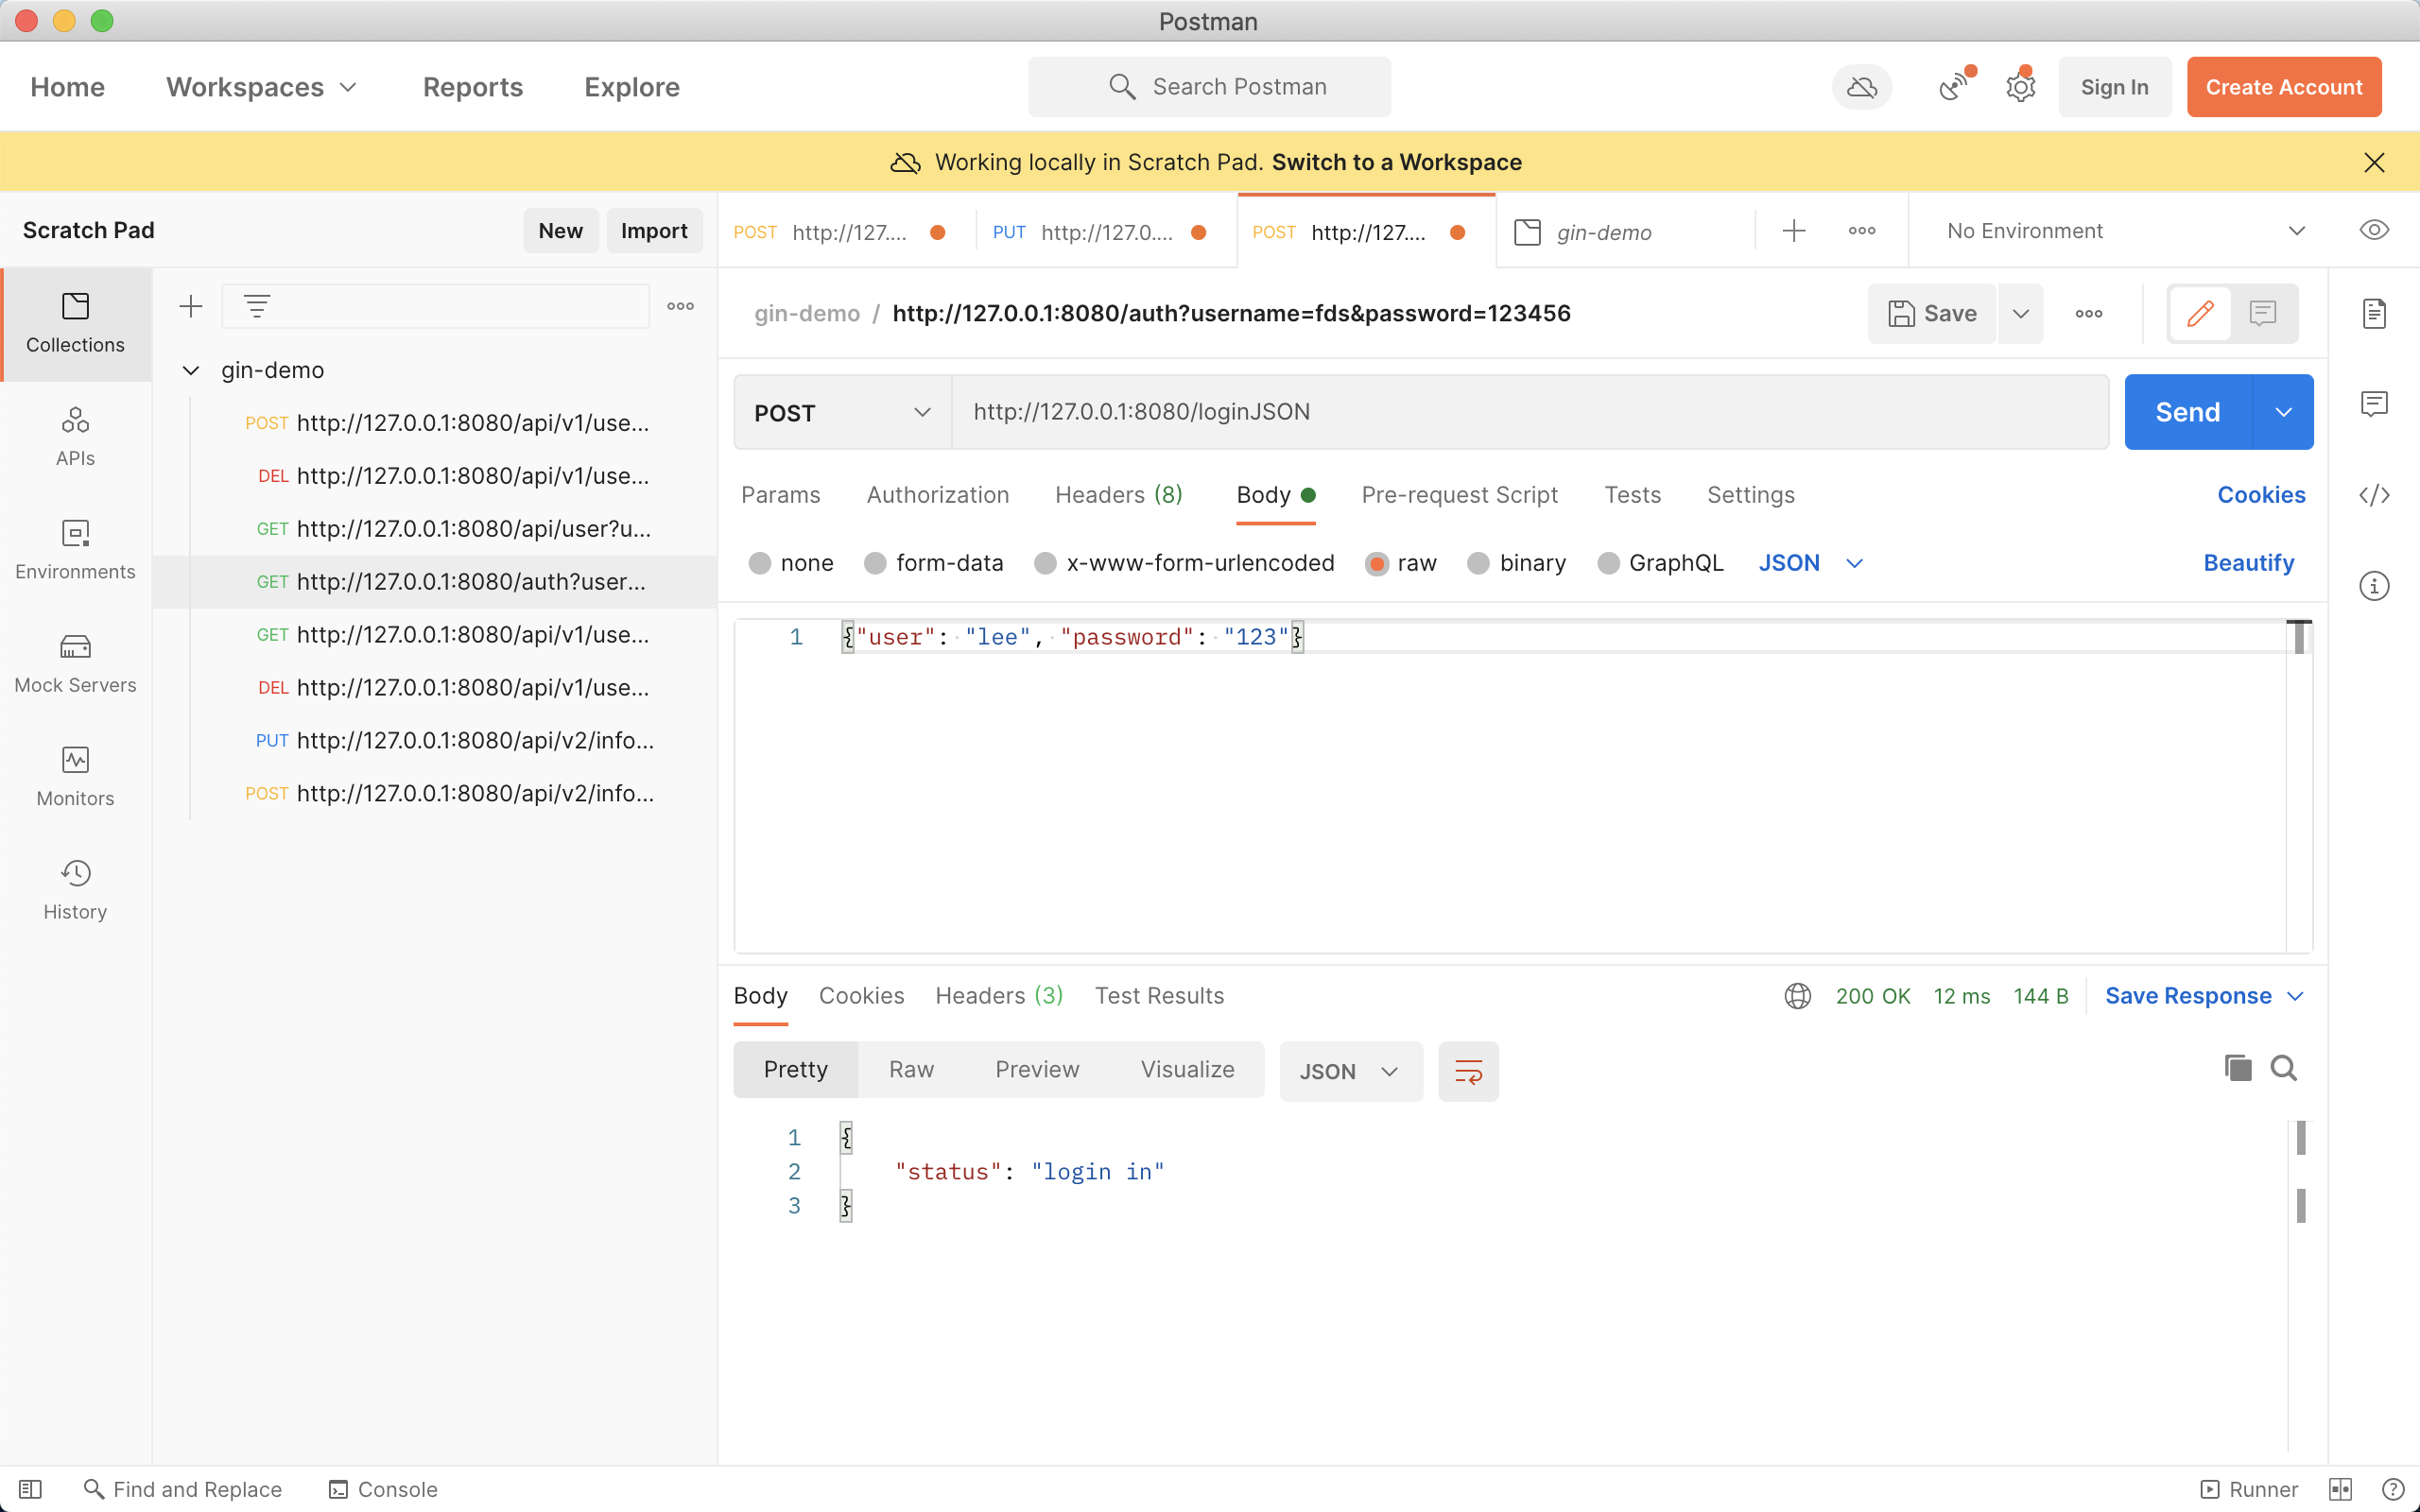 Postman
Home Workspaces Reports Explore Search Postman Sign In Create Account
Working locally in Scratch Pad. Switch to a Workspace
Scratch Pad New Import
POST http://127.... PUT http://127.0.... POST http://127.... gin-demo No Environment
Collections
APIs
Environments
Mock Servers
Monitors
History
gin-demo
POST http://127.0.0.1:8080/api/v1/use...
DEL http://127.0.0.1:8080/api/v1/use...
GET http://127.0.0.1:8080/api/user?u...
GET http://127.0.0.1:8080/auth?user...
GET http://127.0.0.1:8080/api/v1/use...
DEL http://127.0.0.1:8080/api/v1/use...
PUT http://127.0.0.1:8080/api/v2/info...
POST http://127.0.0.1:8080/api/v2/info...
gin-demo / http://127.0.0.1:8080/auth?username=fds&password=123456 Save
POST http://127.0.0.1:8080/loginJSON Send
Params Authorization Headers (8) Body Pre-request Script Tests Settings Cookies
none form-data x-www-form-urlencoded raw binary GraphQL JSON Beautify
1 {"user": "lee", "password": "123"}
Body Cookies Headers (3) Test Results 200 OK 12 ms 144 B Save Response
Pretty Raw Preview Visualize JSON
1 {
2 "status": "login in"
3 }
Find and Replace Console Runner